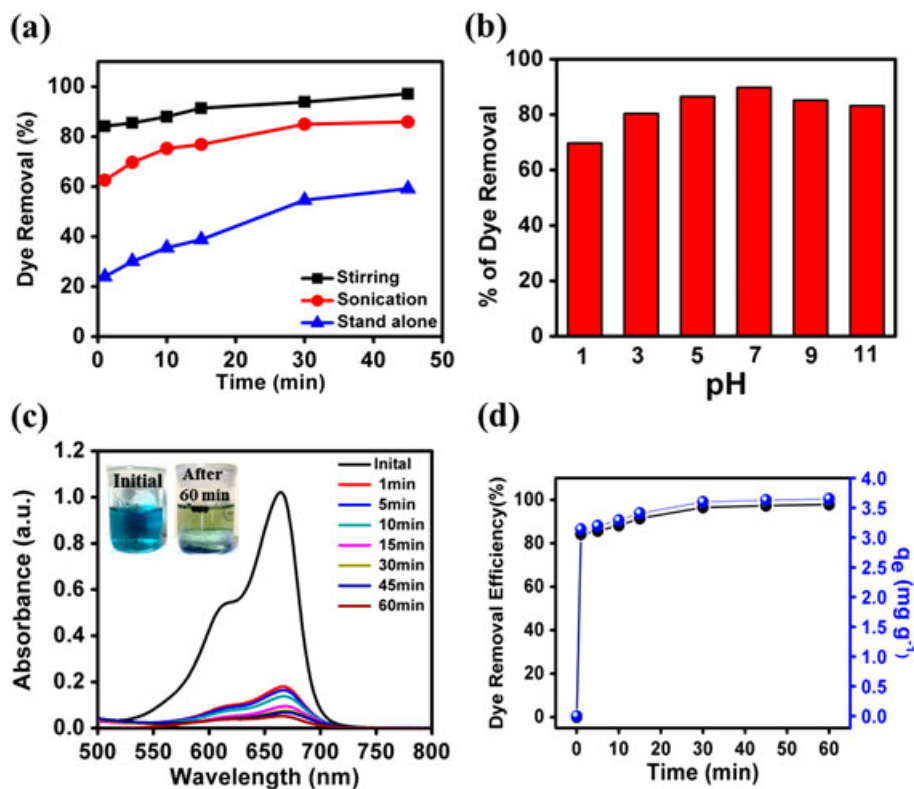 (a)
100
80
60
40
20
0
Dye Removal (%)
0 10 20 30 40 50
Time (min)
Stirring
Sonication
Stand alone
(b)
100
80
60
40
20
0
% of Dye Removal
1 3 5 7 9 11
pH
(c)
1.2
1.0
0.8
0.6
0.4
0.2
0.0
Absorbance (a.u.)
500 550 600 650 700 750 800
Wavelength (nm)
Initial
After
60 min
Inital
1min
5min
10min
15min
30min
45min
60min
(d)
100
80
60
40
20
0
Dye Removal Efficiency(%)
0 10 20 30 40 50 60
Time (min)
4.0
3.5
3.0
2.5
2.0
1.5
1.0
0.5
0.0
qe (mg g-1)